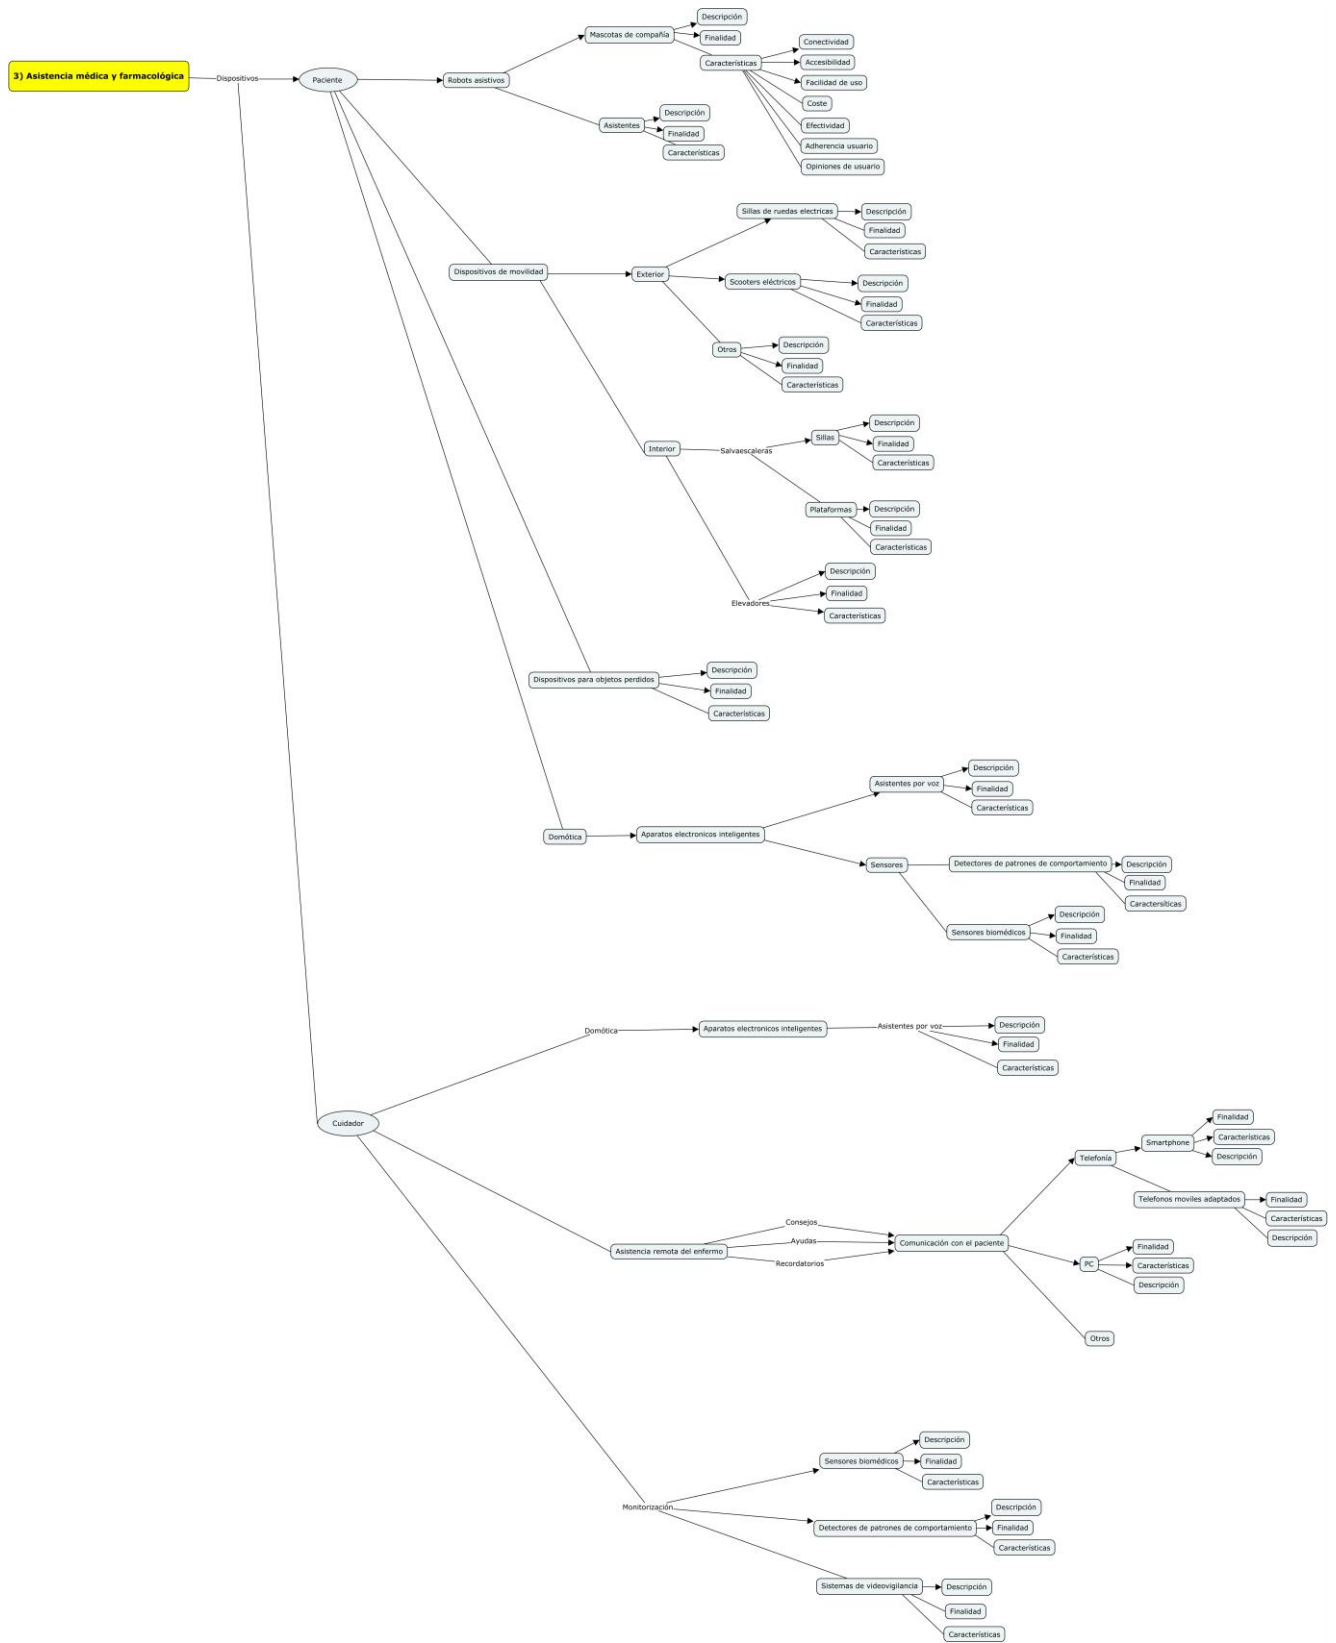 3) Asistencia médica y farmacológica
Dispositivos
Paciente
Robots asistivos
Mascotas de compañía
Descripción
Finalidad
Características
Conectividad
Accesibilidad
Facilidad de uso
Coste
Efectividad
Adherencia usuario
Opiniones de usuario
Asistentes
Descripción
Finalidad
Características
Dispositivos de movilidad
Exterior
Sillas de ruedas electricas
Descripción
Finalidad
Características
Scooters eléctricos
Descripción
Finalidad
Características
Otros
Descripción
Finalidad
Características
Interior
Salvaescaleras
Sillas
Descripción
Finalidad
Características
Plataformas
Descripción
Finalidad
Características
Elevadores
Descripción
Finalidad
Características
Dispositivos para objetos perdidos
Descripción
Finalidad
Características
Domótica
Aparatos electronicos inteligentes
Asistentes por voz
Descripción
Finalidad
Características
Sensores
Detectores de patrones de comportamiento
Descripción
Finalidad
Caractersíticas
Sensores biomédicos
Descripción
Finalidad
Características
Cuidador
Domótica
Aparatos electronicos inteligentes
Asistentes por voz
Descripción
Finalidad
Características
Asistencia remota del enfermo
Consejos
Ayudas
Recordatorios
Comunicación con el paciente
Telefonía
Smartphone
Finalidad
Características
Descripción
Telefonos moviles adaptados
Finalidad
Características
Descripción
PC
Finalidad
Características
Descripción
Otros
Monitorización
Sensores biomédicos
Descripción
Finalidad
Características
Detectores de patrones de comportamiento
Descripción
Finalidad
Características
Sistemas de videovigilancia
Descripción
Finalidad
Características